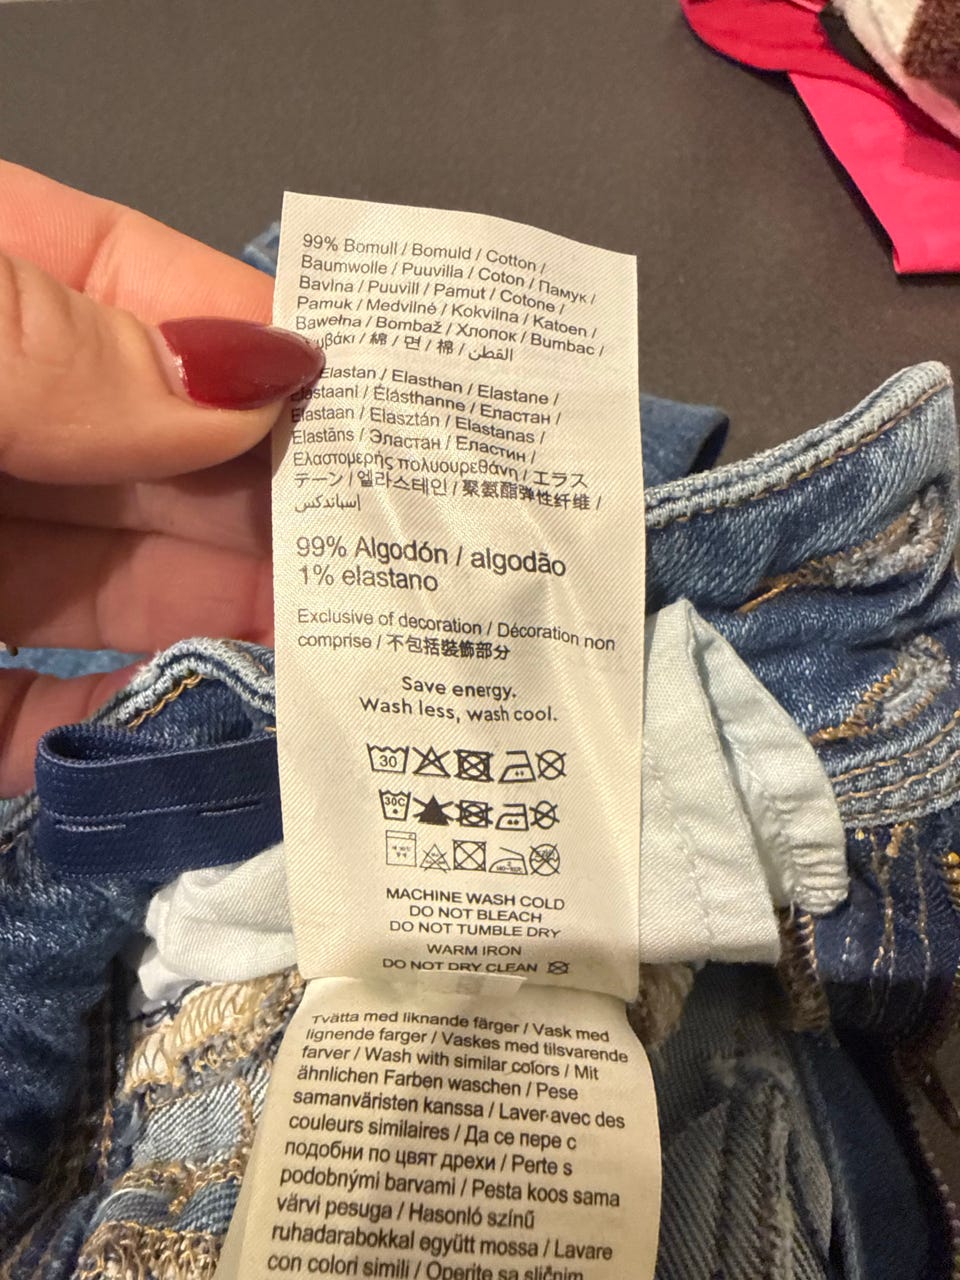 99% Bomull / Bomuld / Cotton /
Baumwolle / Puuvilla / Coton / Памук /
Bavlna / Puuvill / Pamut / Cotone /
Pamuk / Medvilnė / Kokvilna / Katoen /
Bawełna / Bombaž / Хлопок / Bumbac /
/ 綿 / 면 / 棉 / القطن
Elastan / Elasthan / Elastane /
Elastaani / Élasthanne / Еластан /
Elastaan / Elasztán / Elastanas /
Elastāns / Эластан / Еластин /
Ελαστομερής πολυουρεθάνη / エラス
テーン / 엘라스테인 / 聚氨酯弹性纤维 /
إسباندكس
99% Algodón / algodão
1% elastano
Exclusive of decoration / Décoration non
comprise / 不包括裝飾部分
Save energy.
Wash less, wash cool.
30
30C
MACHINE WASH COLD
DO NOT BLEACH
DO NOT TUMBLE DRY
WARM IRON
DO NOT DRY CLEAN
Tvätta med liknande färger / Vask med
lignende farger / Vaskes med tilsvarende
farver / Wash with similar colors / Mit
ähnlichen Farben waschen / Pese
samanväristen kanssa / Laver avec des
couleurs similaires / Да се пере с
подобни по цвят дрехи / Perte s
podobnými barvami / Pesta koos sama
värvi pesuga / Hasonló színű
ruhadarabokkal együtt mossa / Lavare
con colori simili / Operite sa sličnim